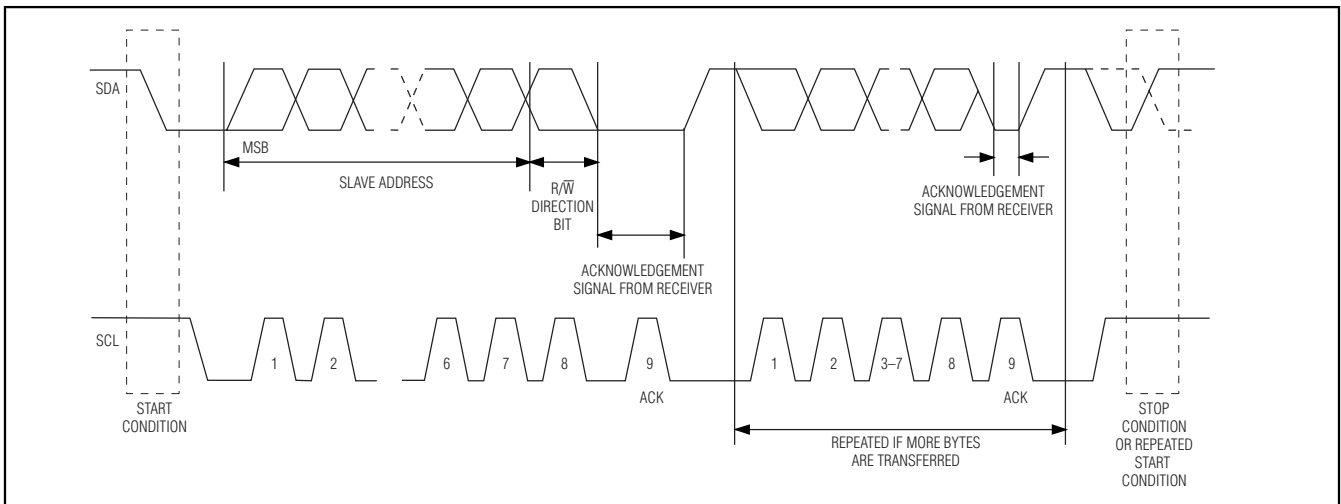 SDA
MSB
SLAVE ADDRESS
R/W̅
DIRECTION
BIT
ACKNOWLEDGEMENT
SIGNAL FROM RECEIVER
ACKNOWLEDGEMENT
SIGNAL FROM RECEIVER
SCL
1 2 6 7 8 9 1 2 3–7 8 9
ACK ACK
START
CONDITION
REPEATED IF MORE BYTES
ARE TRANSFERRED
STOP
CONDITION
OR REPEATED
START
CONDITION